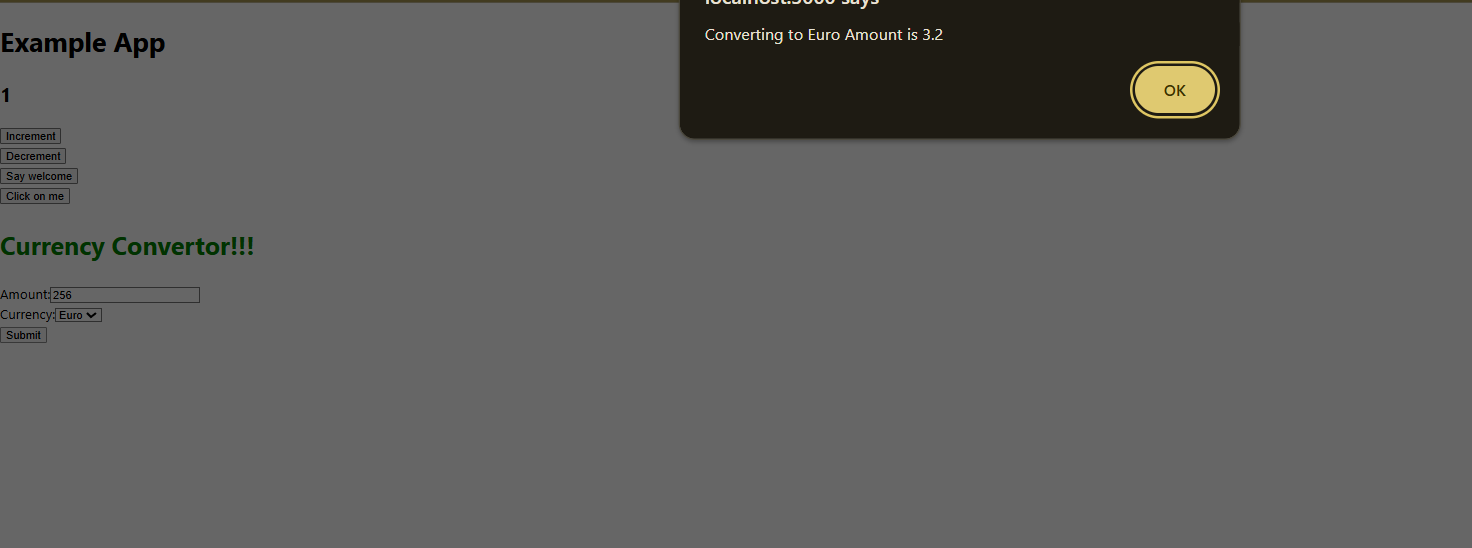 localhost:3000 says
Converting to Euro Amount is 3.2
OK
Example App
1
Increment
Decrement
Say welcome
Click on me
Currency Convertor!!!
Amount:256
Currency:Euro
Submit